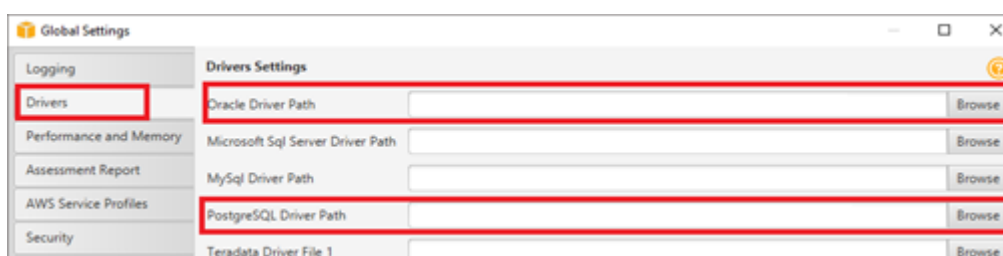 Global Settings
Logging
Drivers
Performance and Memory
Assessment Report
AWS Service Profiles
Security
Drivers Settings
Oracle Driver Path Browse
Microsoft Sql Server Driver Path Browse
MySql Driver Path Browse
PostgreSQL Driver Path Browse
Teradata Driver File 1 Browse